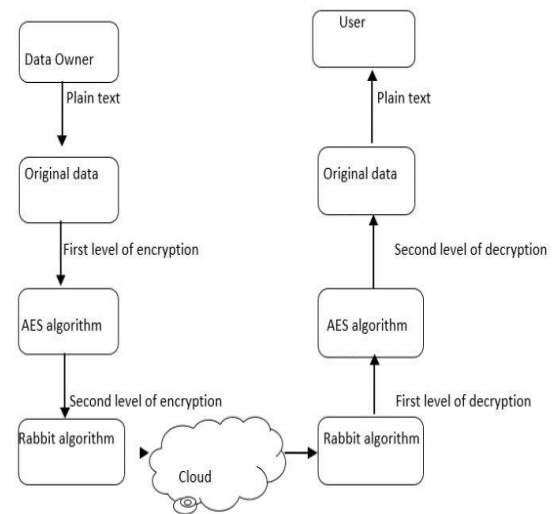 Data Owner
Plain text
Original data
First level of encryption
AES algorithm
Second level of encryption
Rabbit algorithm
Cloud
Rabbit algorithm
First level of decryption
AES algorithm
Second level of decryption
Original data
Plain text
User